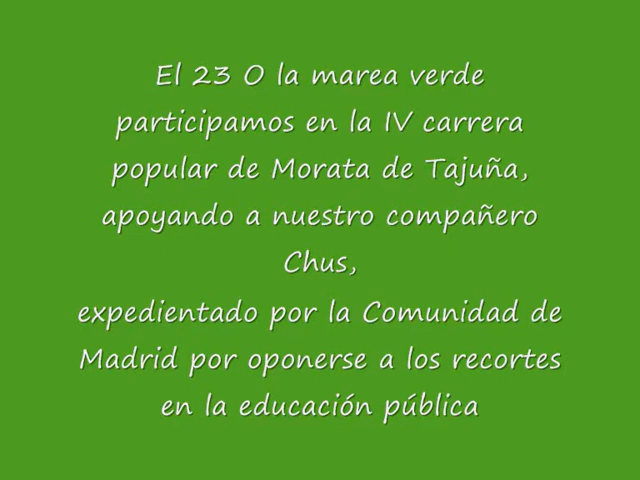 El 23 O la marea verde
participamos en la IV carrera
popular de Morata de Tajuña,
apoyando a nuestro compañero
Chus,
expedientado por la Comunidad de
Madrid por oponerse a los recortes
en la educación pública